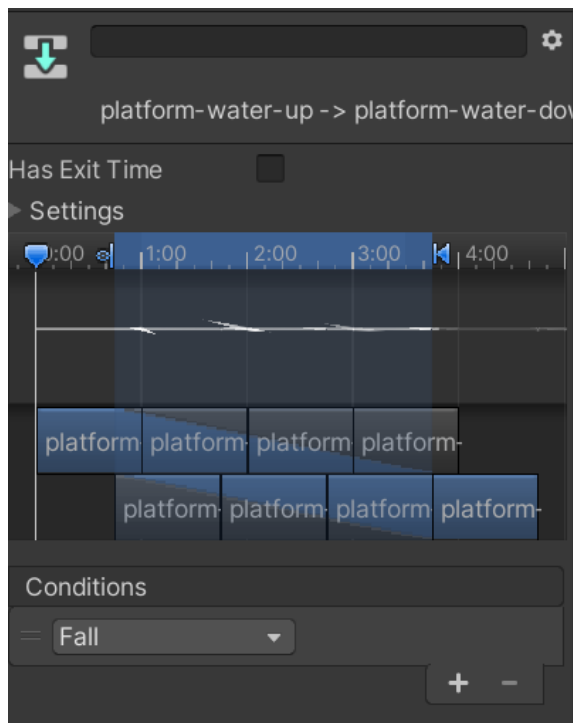 platform-water-up -> platform-water-dov
Has Exit Time
Settings
0:00 1:00 2:00 3:00 4:00
platform- platform- platform- platform-
platform- platform- platform- platform-
Conditions
Fall
+ −